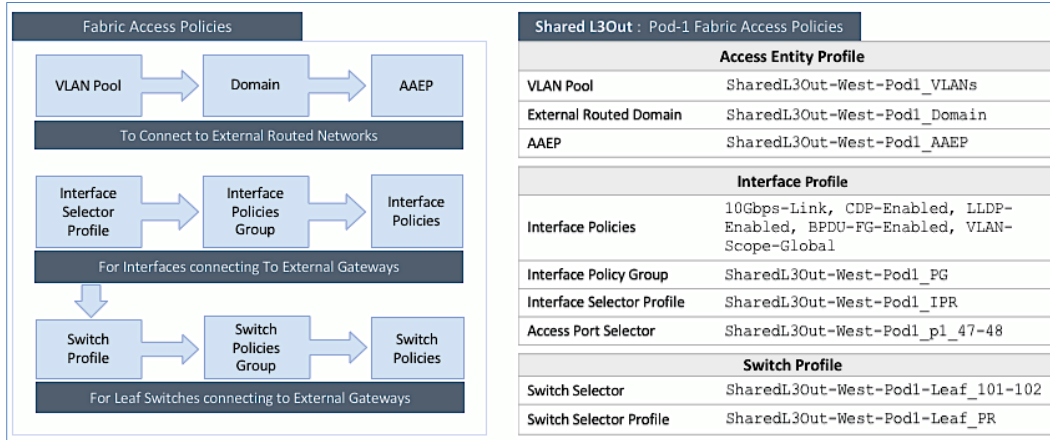 Fabric Access Policies
VLAN Pool
Domain
AAEP
To Connect to External Routed Networks
Interface
Selector
Profile
Interface
Policies
Group
Interface
Policies
For Interfaces connecting To External Gateways
Switch
Profile
Switch
Policies
Group
Switch
Policies
For Leaf Switches connecting to External Gateways
Shared L3Out : Pod-1 Fabric Access Policies
Access Entity Profile
VLAN Pool SharedL3Out-West-Pod1_VLANs
External Routed Domain SharedL3Out-West-Pod1_Domain
AAEP SharedL3Out-West-Pod1_AAEP
Interface Profile
Interface Policies
10Gbps-Link, CDP-Enabled, LLDP-
Enabled, BPDU-FG-Enabled, VLAN-
Scope-Global
Interface Policy Group SharedL3Out-West-Pod1_PG
Interface Selector Profile SharedL3Out-West-Pod1_IPR
Access Port Selector SharedL3Out-West-Pod1_p1_47-48
Switch Profile
Switch Selector SharedL3Out-West-Pod1-Leaf_101-102
Switch Selector Profile SharedL3Out-West-Pod1-Leaf_PR